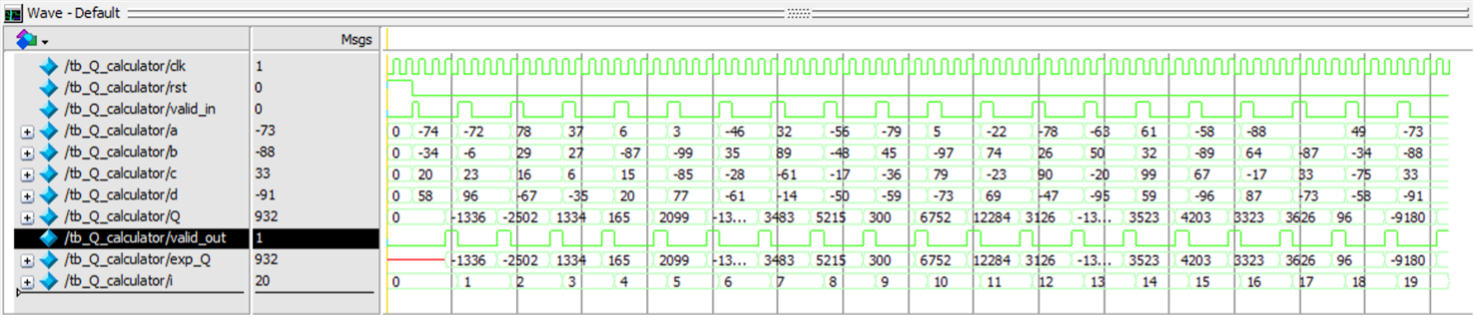 Wave - Default
Msgs
/tb_Q_calculator/clk 1
/tb_Q_calculator/rst 0
/tb_Q_calculator/valid_in 0
/tb_Q_calculator/a -73 0 -74 -72 78 37 6 3 -46 32 -56 -79 5 -22 -78 -63 61 -58 -88 49 -73
/tb_Q_calculator/b -88 0 -34 -6 29 27 -87 -99 35 89 -48 45 -97 74 26 50 32 -89 64 -87 -34 -88
/tb_Q_calculator/c 33 0 20 23 16 6 15 -85 -28 -61 -17 -36 79 -23 90 -20 99 67 -17 33 -75 33
/tb_Q_calculator/d -91 0 58 96 -67 -35 20 77 -61 -14 -50 -59 -73 69 -47 -95 59 -96 87 -73 -58 -91
/tb_Q_calculator/Q 932 0 -1336 -2502 1334 165 2099 -13... 3483 5215 300 6752 12284 3126 -13... 3523 4203 3323 3626 96 -9180
/tb_Q_calculator/valid_out 1
/tb_Q_calculator/exp_Q 932 -1336 -2502 1334 165 2099 -13... 3483 5215 300 6752 12284 3126 -13... 3523 4203 3323 3626 96 -9180
/tb_Q_calculator/i 20 0 1 2 3 4 5 6 7 8 9 10 11 12 13 14 15 16 17 18 19